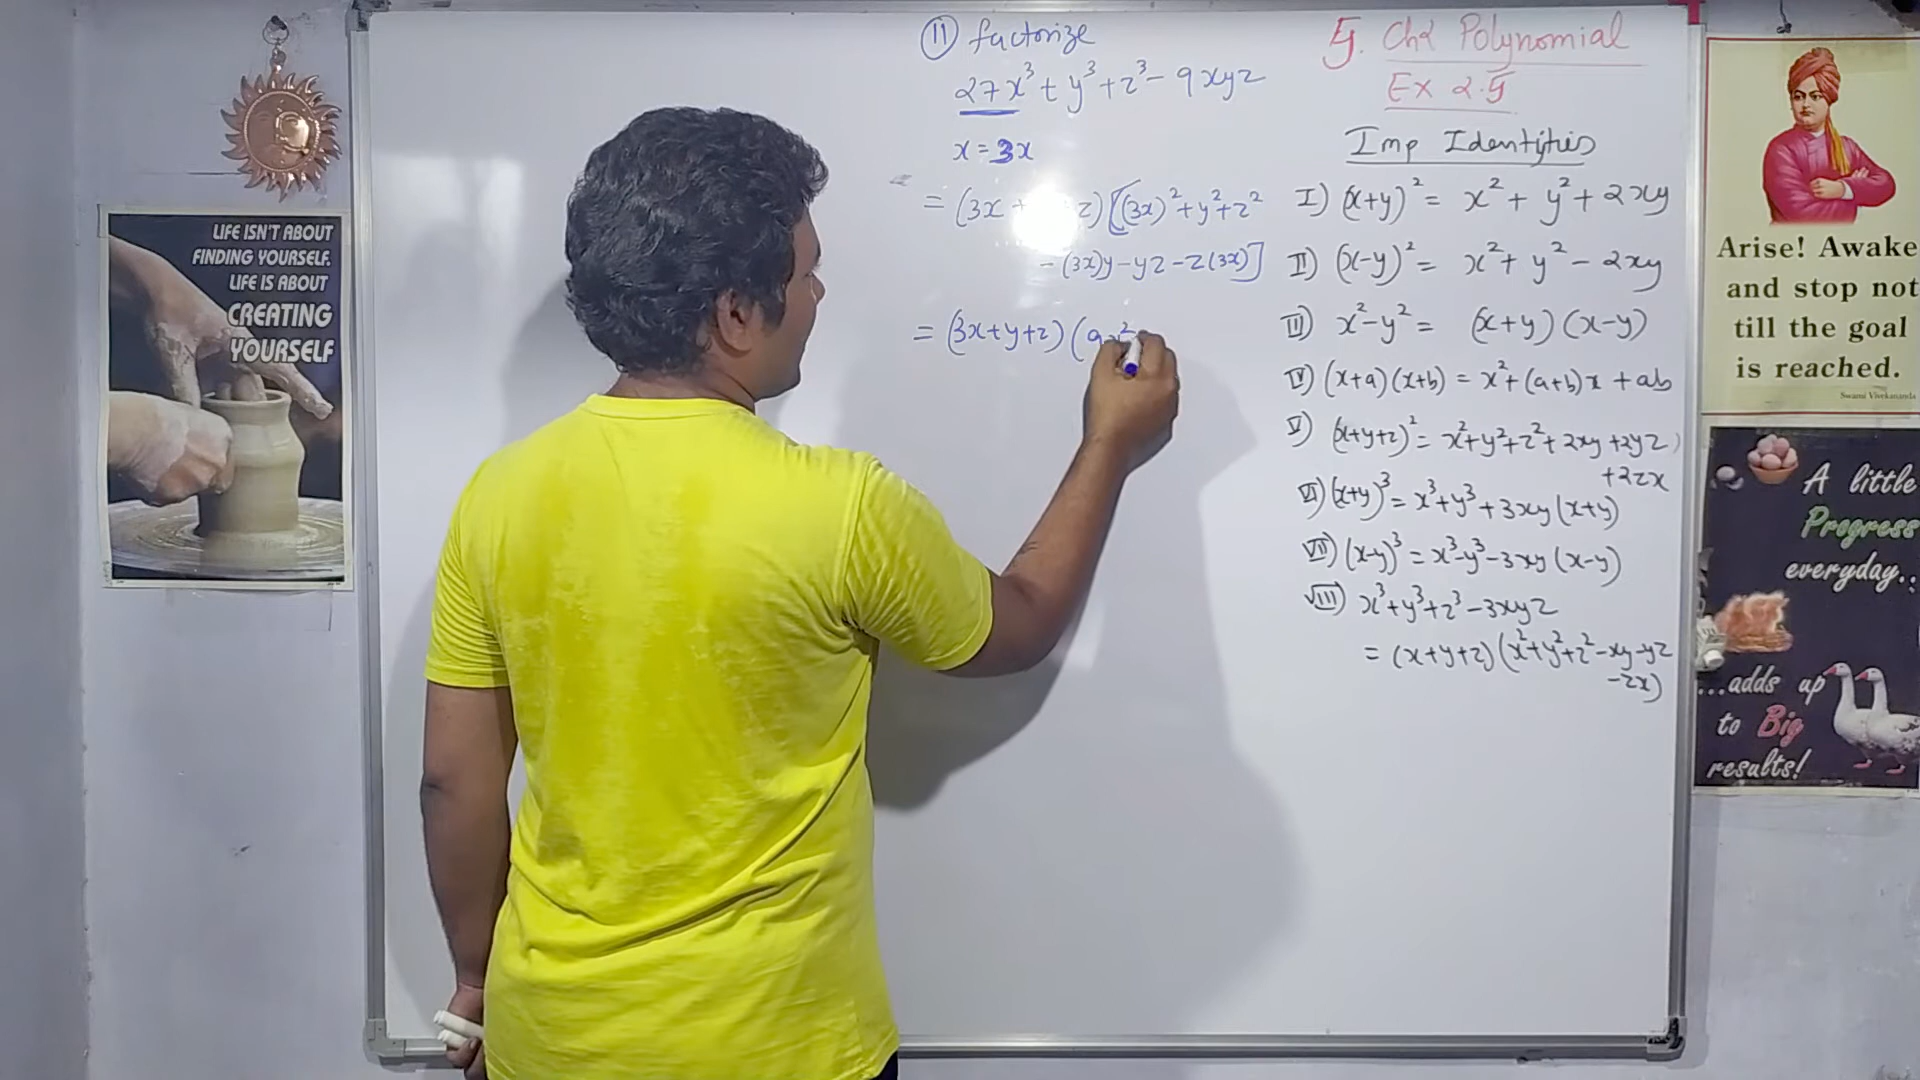 LIFE ISN'T ABOUT
FINDING YOURSELF.
LIFE IS ABOUT
CREATING
YOURSELF
⑪ factorize
27x³ + y³ + z³ - 9xyz
x = 3x
= (3x + z) [(3x)² + y² + z²
- (3x)y - yz - z(3x)]
= (3x + y + z) (9x²
9. Ch2 Polynomial
Ex 2.5
Imp Identities
I) (x+y)² = x² + y² + 2xy
II) (x-y)² = x² + y² - 2xy
III) x² - y² = (x+y) (x-y)
IV) (x+a) (x+b) = x² + (a+b)x + ab
V) (x+y+z)² = x² + y² + z² + 2xy + 2yz
+ 2zx
VI) (x+y)³ = x³ + y³ + 3xy (x+y)
VII) (x-y)³ = x³ - y³ - 3xy (x-y)
VIII) x³ + y³ + z³ - 3xyz
= (x+y+z) (x² + y² + z² - xy - yz
- zx)
Arise! Awake
and stop not
till the goal
is reached.
Swami Vivekananda
A little
Progress
everyday..
...adds up
to Big
results!